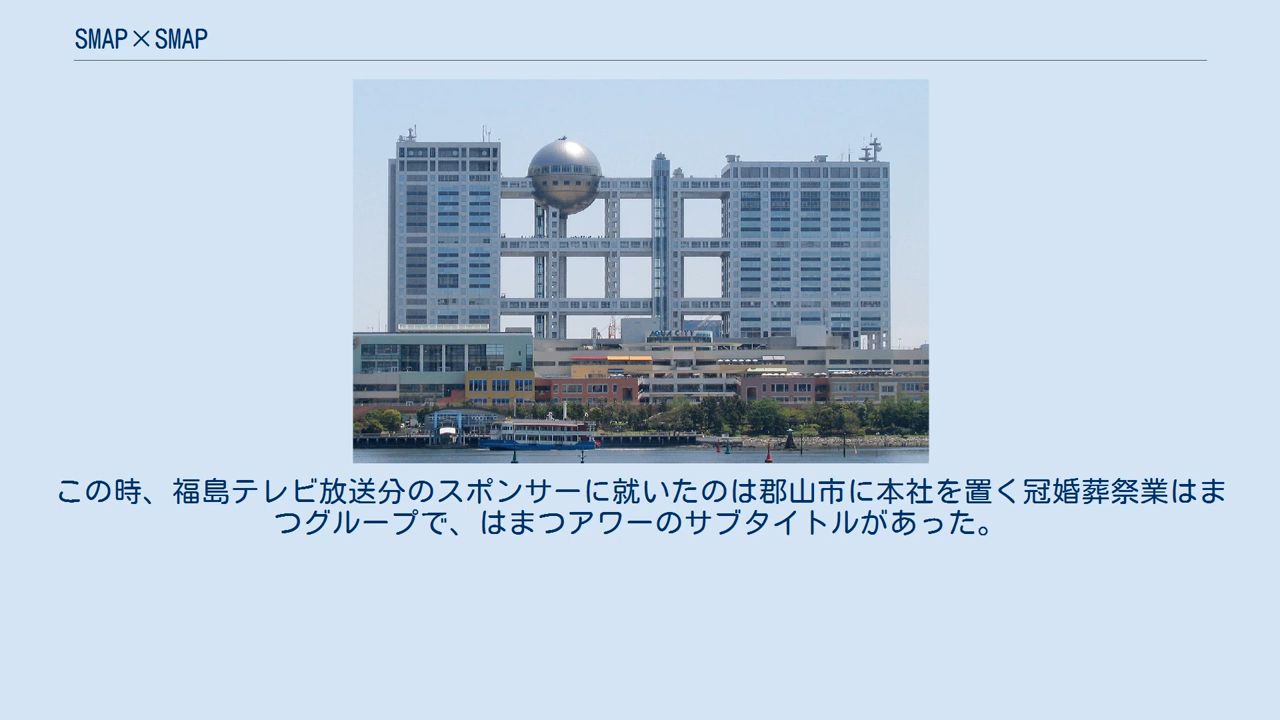 SMAP×SMAP
この時、福島テレビ放送分のスポンサーに就いたのは郡山市に本社を置く冠婚葬祭業はま
つグループで、はまつアワーのサブタイトルがあった。